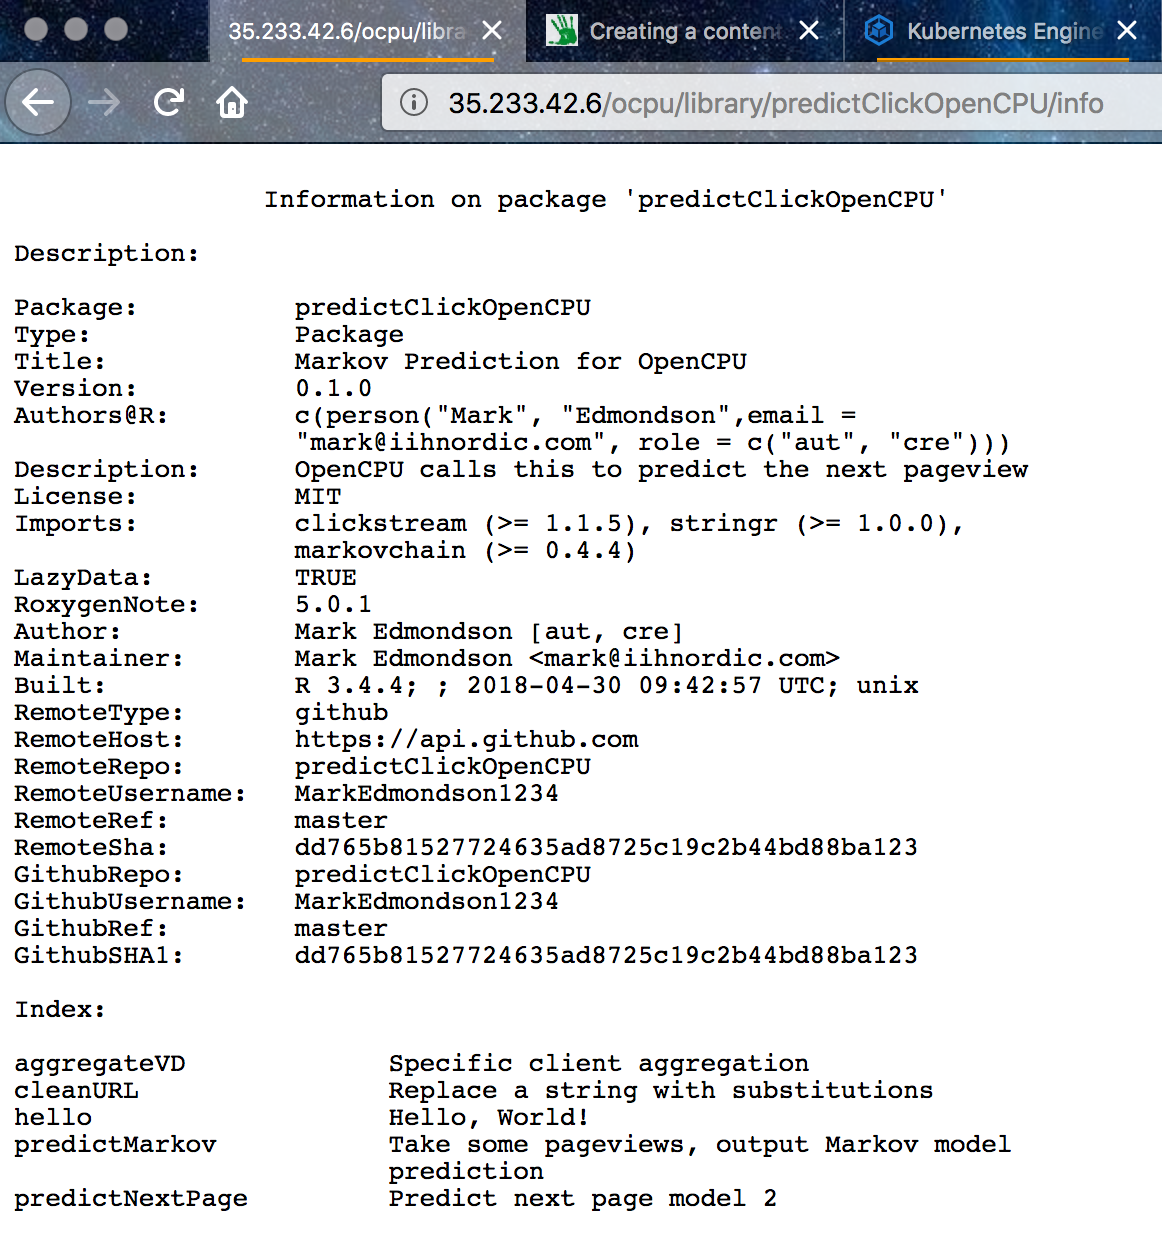 35.233.42.6/ocpu/libra
Creating a content
Kubernetes Engine
35.233.42.6/ocpu/library/predictClickOpenCPU/info
Information on package 'predictClickOpenCPU'
Description:
Package: predictClickOpenCPU
Type: Package
Title: Markov Prediction for OpenCPU
Version: 0.1.0
Authors@R: c(person("Mark", "Edmondson",email =
"mark@iihnordic.com", role = c("aut", "cre")))
Description: OpenCPU calls this to predict the next pageview
License: MIT
Imports: clickstream (>= 1.1.5), stringr (>= 1.0.0),
markovchain (>= 0.4.4)
LazyData: TRUE
RoxygenNote: 5.0.1
Author: Mark Edmondson [aut, cre]
Maintainer: Mark Edmondson <mark@iihnordic.com>
Built: R 3.4.4; ; 2018-04-30 09:42:57 UTC; unix
RemoteType: github
RemoteHost: https://api.github.com
RemoteRepo: predictClickOpenCPU
RemoteUsername: MarkEdmondson1234
RemoteRef: master
RemoteSha: dd765b81527724635ad8725c19c2b44bd88ba123
GithubRepo: predictClickOpenCPU
GithubUsername: MarkEdmondson1234
GithubRef: master
GithubSHA1: dd765b81527724635ad8725c19c2b44bd88ba123
Index:
aggregateVD Specific client aggregation
cleanURL Replace a string with substitutions
hello Hello, World!
predictMarkov Take some pageviews, output Markov model
prediction
predictNextPage Predict next page model 2